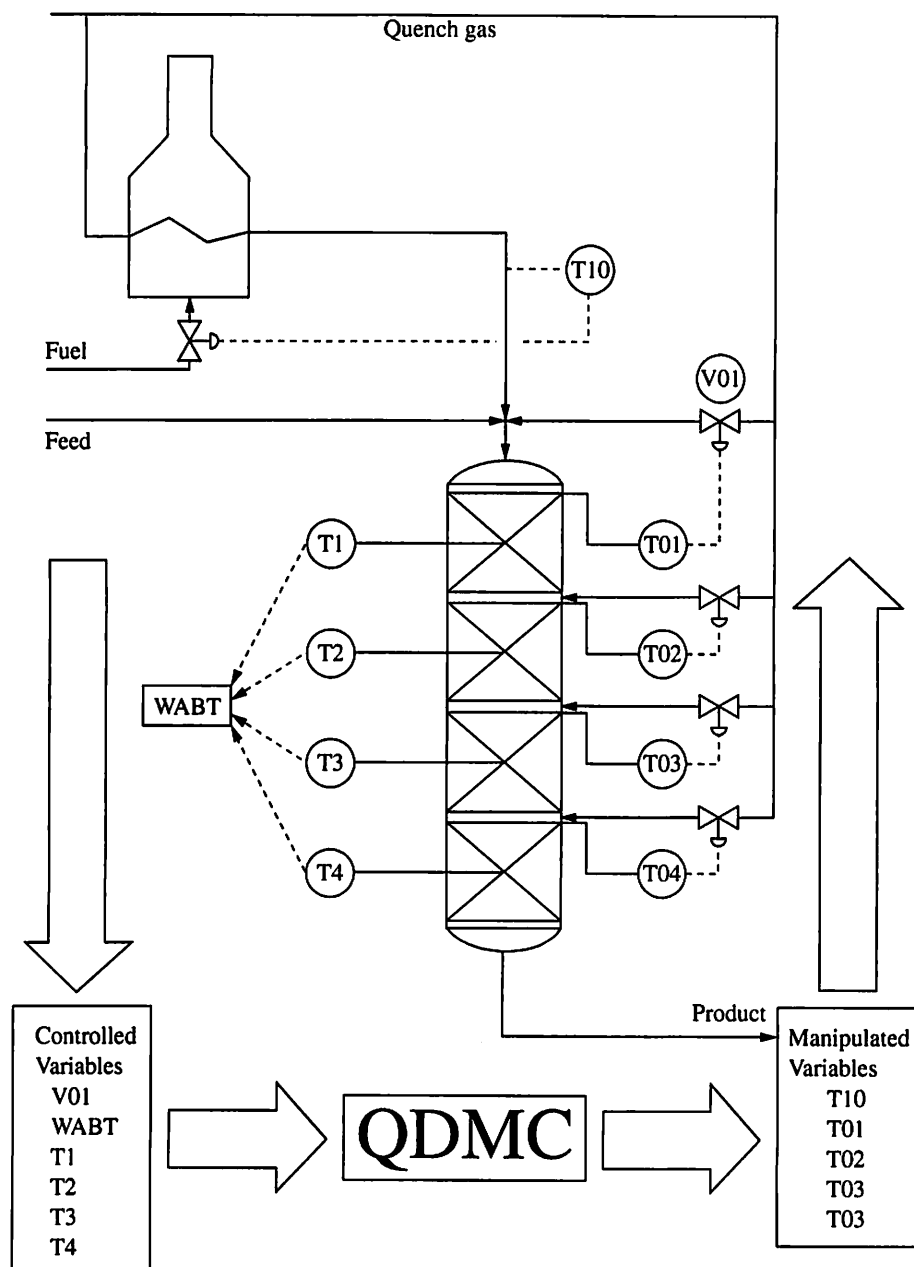 Quench gas
T10
Fuel
V01
Feed
T1
T01
T2
T02
WABT
T3
T03
T4
T04
Product
Controlled
Variables
V01
WABT
T1
T2
T3
T4
QDMC
Manipulated
Variables
T10
T01
T02
T03
T03